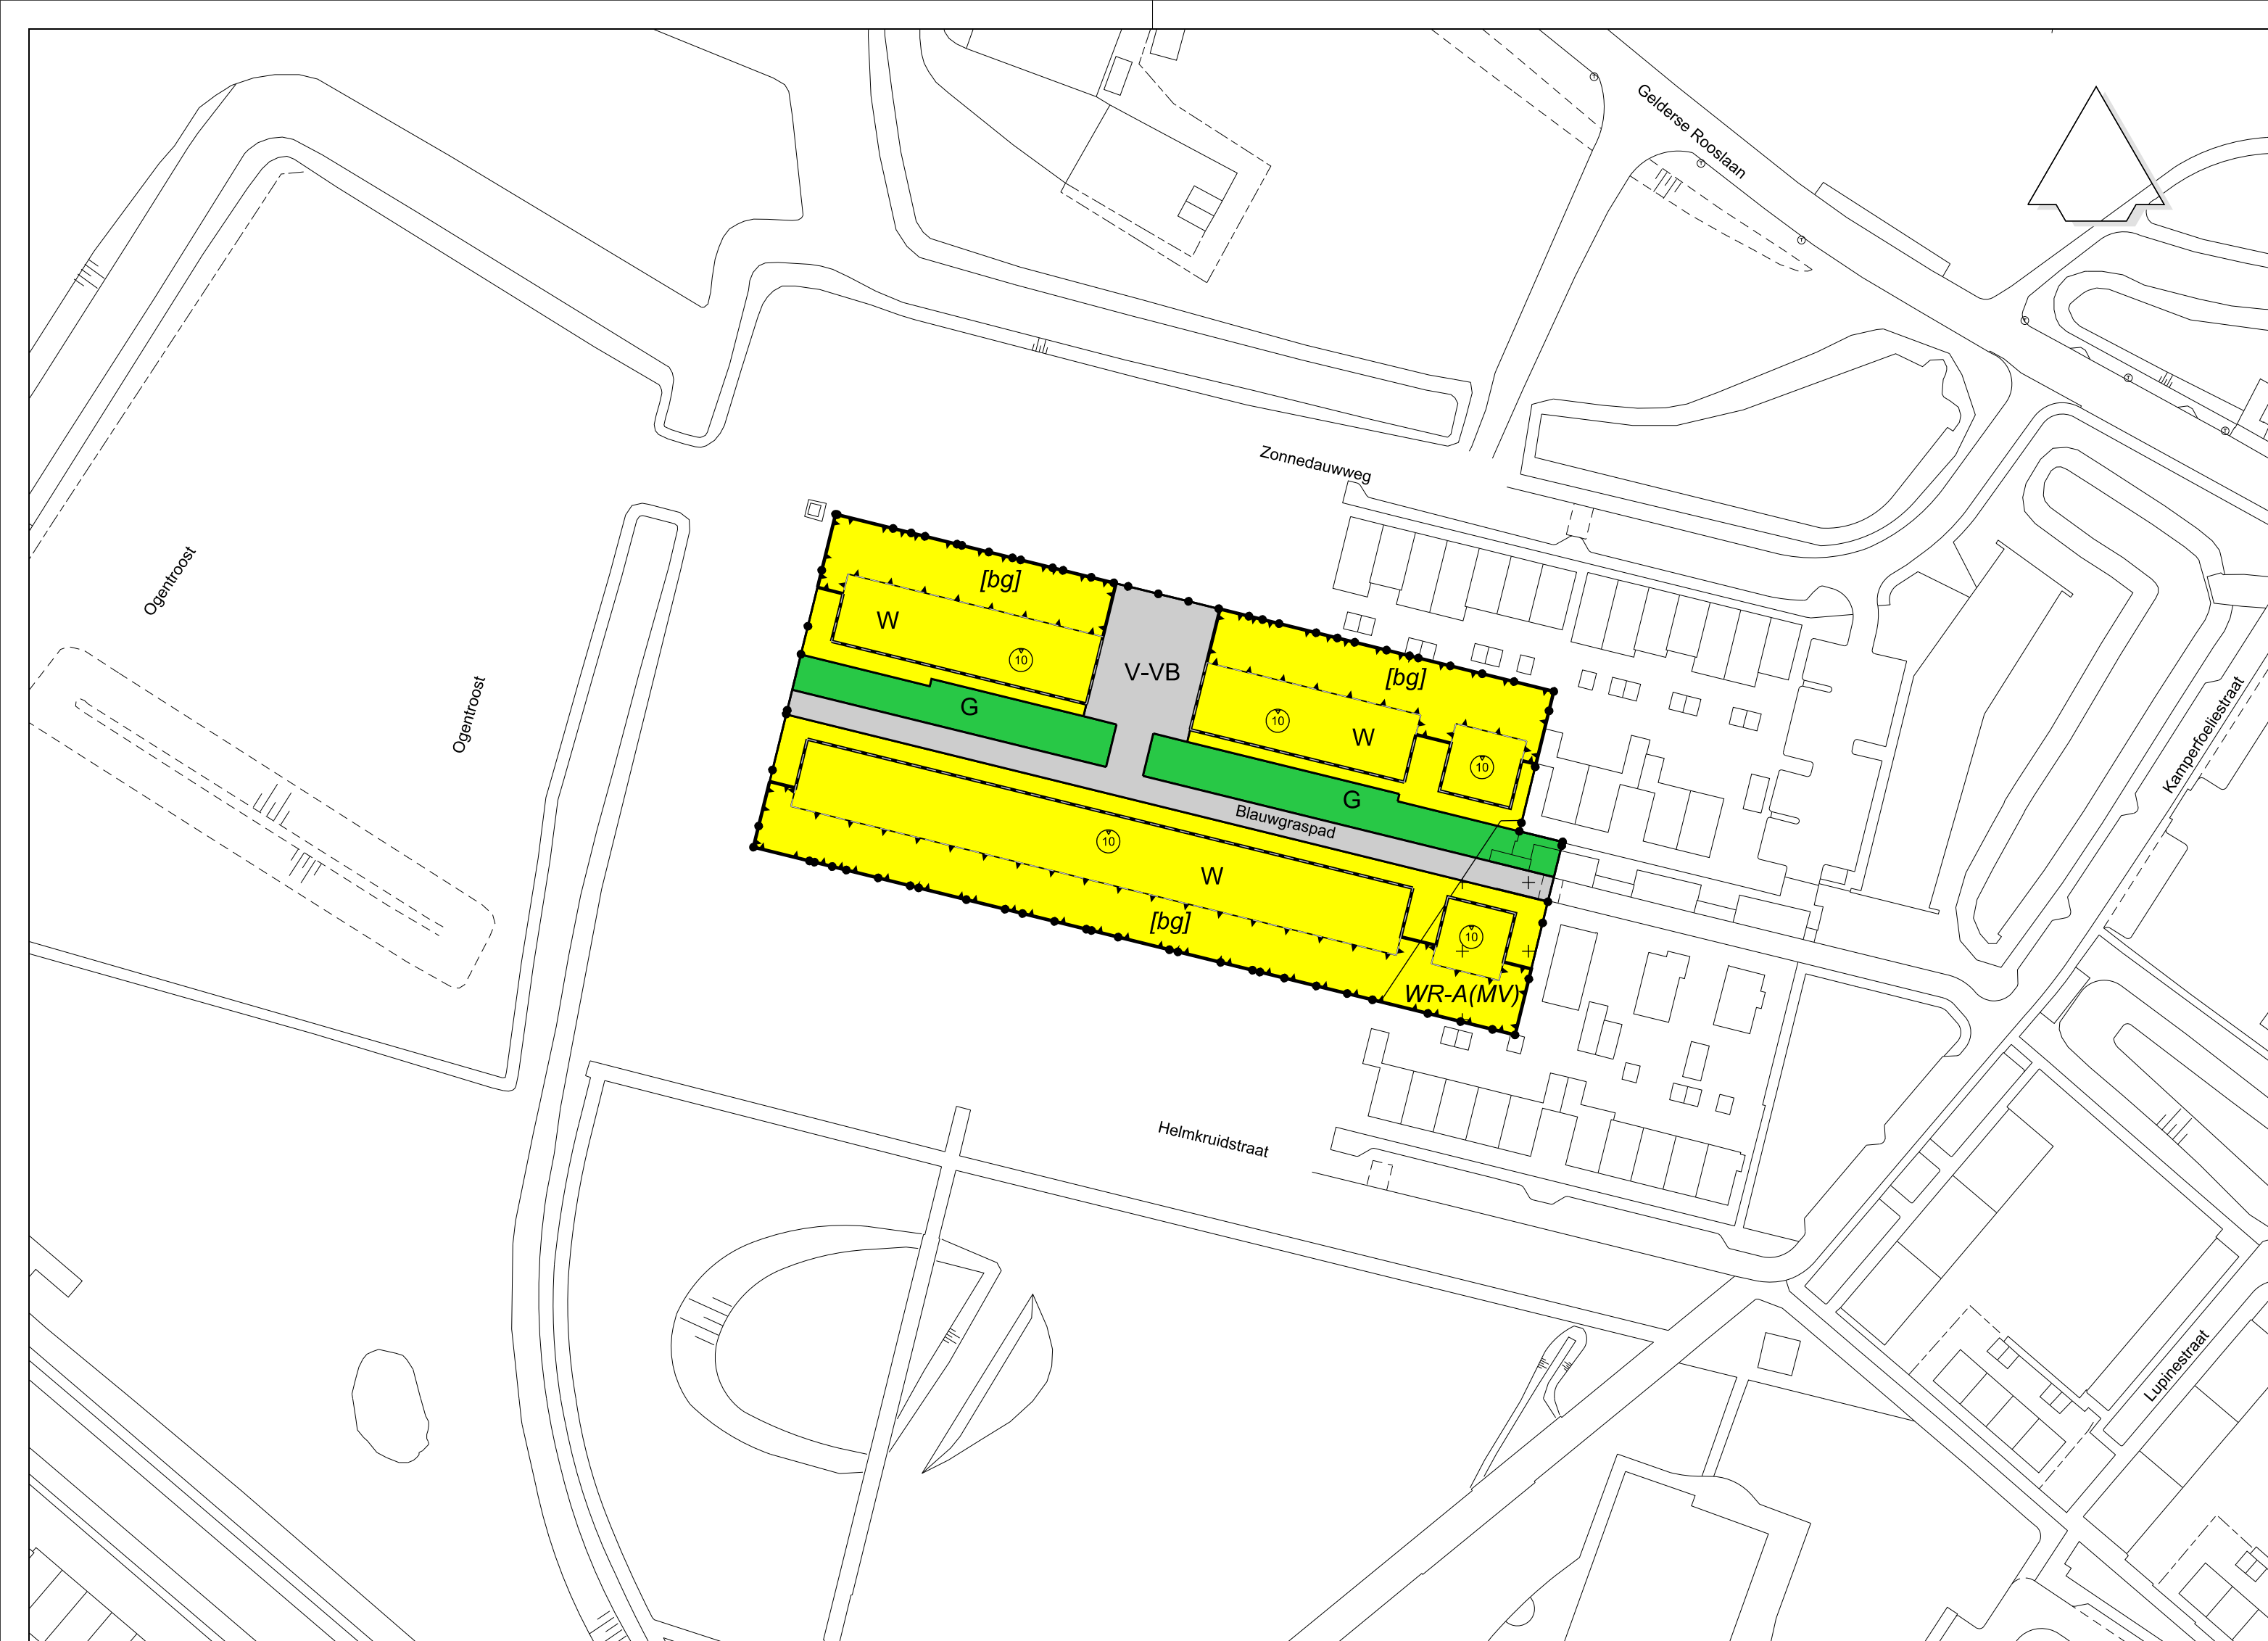 Gelderse Rooslaan
Zonnedauwweg
Ogentroost
[bg]
W
10
V-VB
[bg]
Ogentroost
G
10
W
10
Kamperfoeliestraat
G
Blauwgraspad
10
W
[bg]
10
WR-A(MV)
Helmkruidstraat
Lupinestraat